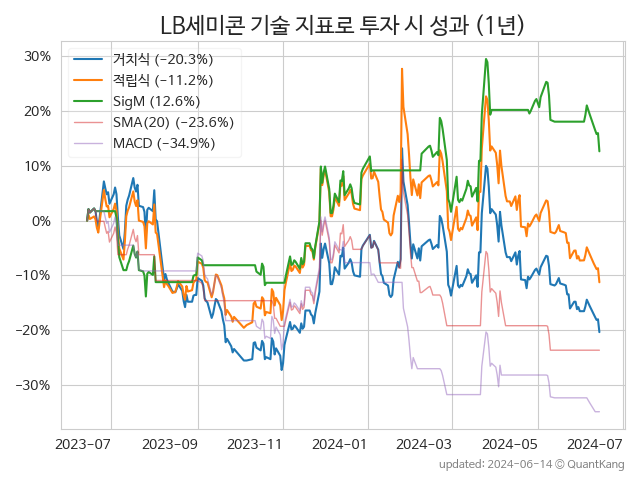 LB세미콘 기술 지표로 투자 시 성과 (1년)
거치식 (−20.3%)
적립식 (−11.2%)
SigM (12.6%)
SMA(20) (−23.6%)
MACD (−34.9%)
30%
20%
10%
0%
−10%
−20%
−30%
2023-07 2023-09 2023-11 2024-01 2024-03 2024-05 2024-07
updated: 2024-06-14 © QuantKang